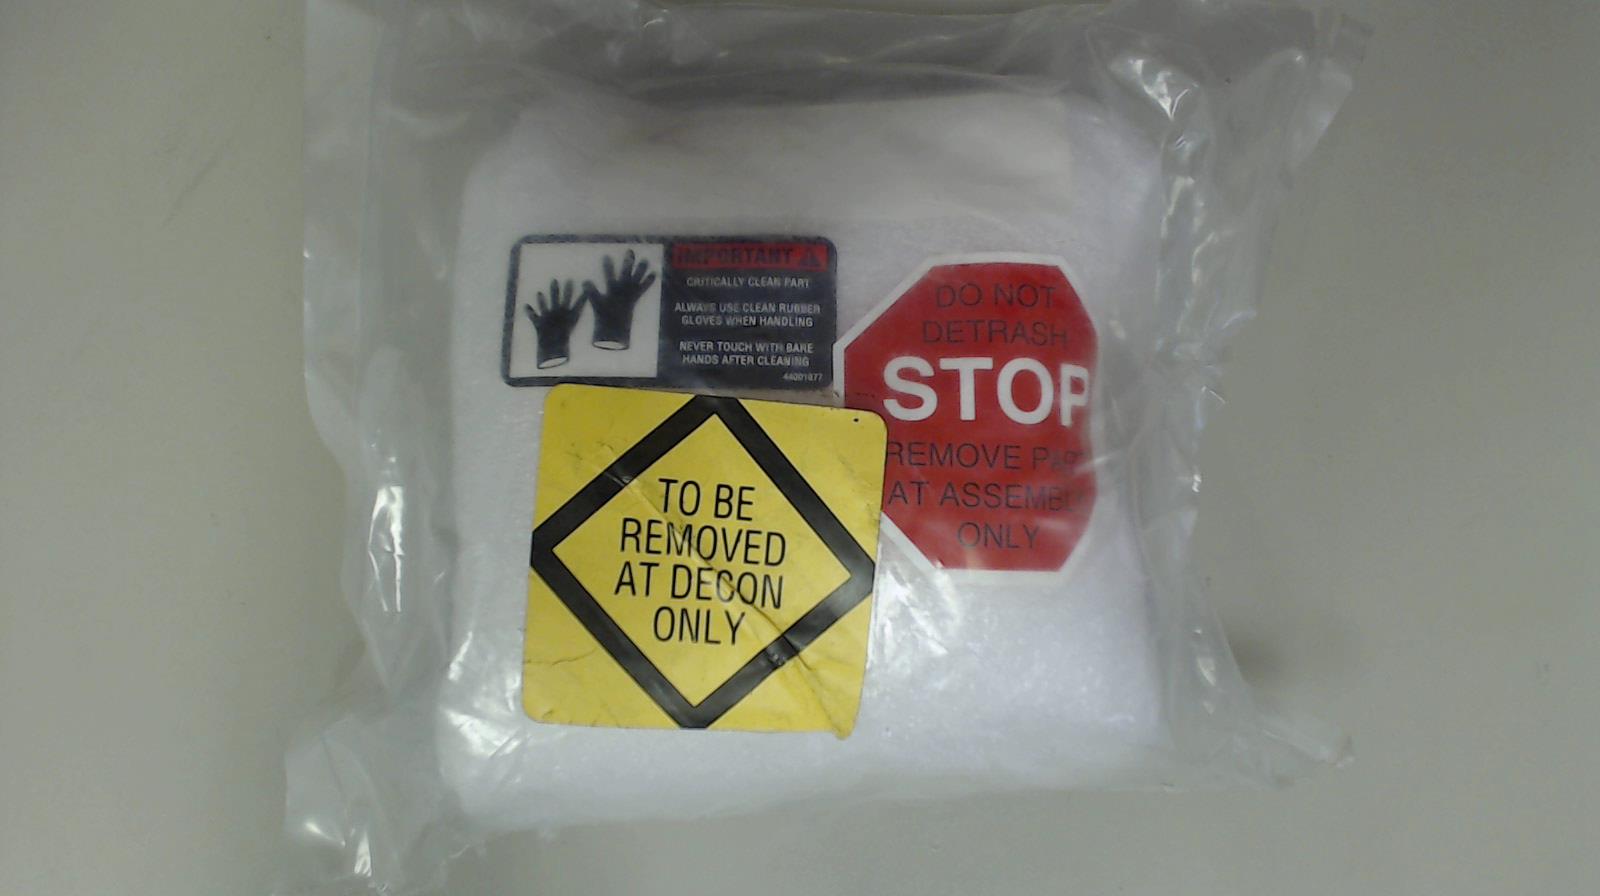 IMPORTANT
CRITICALLY CLEAN PART
ALWAYS USE CLEAN RUBBER
GLOVES WHEN HANDLING
NEVER TOUCH WITH BARE
HANDS AFTER CLEANING
44001877
DO NOT
DETRASH
STOP
REMOVE PART
AT ASSEMBLY
ONLY
TO BE
REMOVED
AT DECON
ONLY